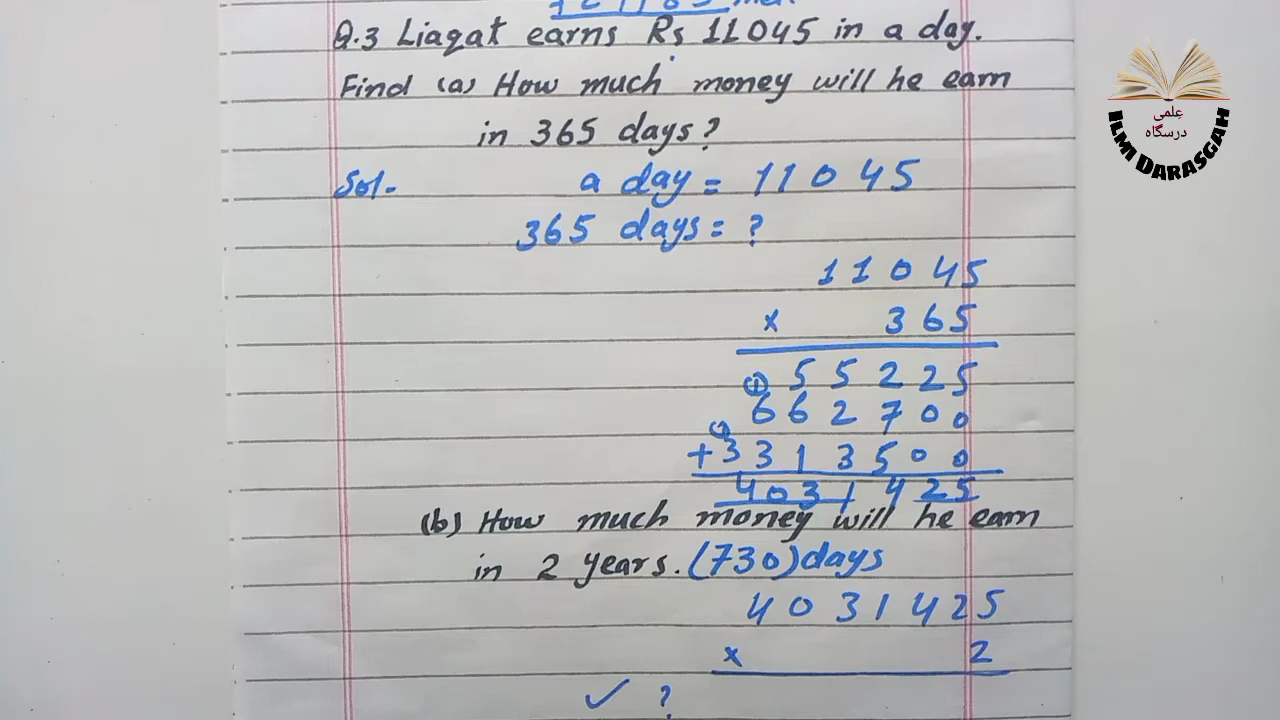 Q.3 Liaqat earns Rs 11045 in a day.
Find (a) How much money will he earn
in 365 days?
Sol- a day = 11045
365 days = ?
11045
x 365
55225
662700
+3313500
4031425
(b) How much money will he earn
in 2 years. (730) days
4031425
x 2
✓ ?
عِلمی
درسگاہ
ILMI DARASGAH